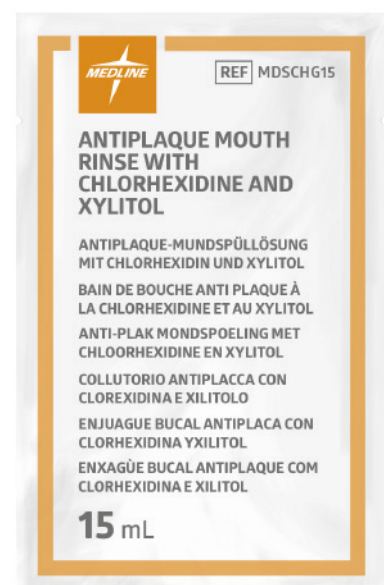 MEDLINE
REF MDSCHG15
ANTIPLAQUE MOUTH
RINSE WITH
CHLORHEXIDINE AND
XYLITOL
ANTIPLAQUE-MUNDSPÜLLÖSUNG
MIT CHLORHEXIDIN UND XYLITOL
BAIN DE BOUCHE ANTI PLAQUE À
LA CHLORHEXIDINE ET AU XYLITOL
ANTI-PLAK MONDSPOELING MET
CHLOORHEXIDINE EN XYLITOL
COLLUTORIO ANTIPLACCA CON
CLOREXIDINA E XILITOLO
ENJUAGUE BUCAL ANTIPLACA CON
CLORHEXIDINA YXILITOL
ENXAGÙE BUCAL ANTIPLAQUE COM
CLORHEXIDINA E XILITOL
15 mL